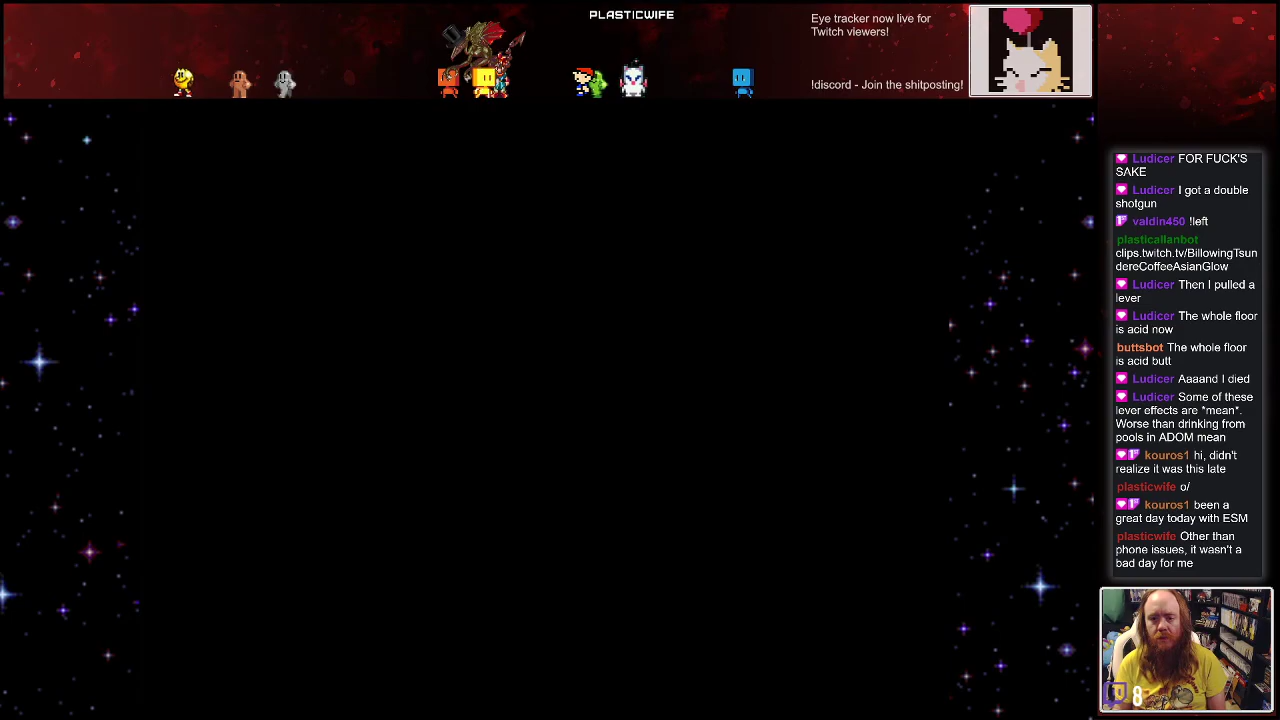 PLASTICWIFE
Eye tracker now live for
Twitch viewers!
!discord - Join the shitposting!
Ludicer FOR FUCK'S
SAKE
Ludicer I got a double
shotgun
valdin450 !left
plasticallanbot
clips.twitch.tv/BillowingTsun
dereCoffeeAsianGlow
Ludicer Then I pulled a
lever
Ludicer The whole floor
is acid now
buttsbot The whole floor
is acid butt
Ludicer Aaaand I died
Ludicer Some of these
lever effects are *mean*.
Worse than drinking from
pools in ADOM mean
kouros1 hi, didn't
realize it was this late
plasticwife o/
kouros1 been a
great day today with ESM
plasticwife Other than
phone issues, it wasn't a
bad day for me
8